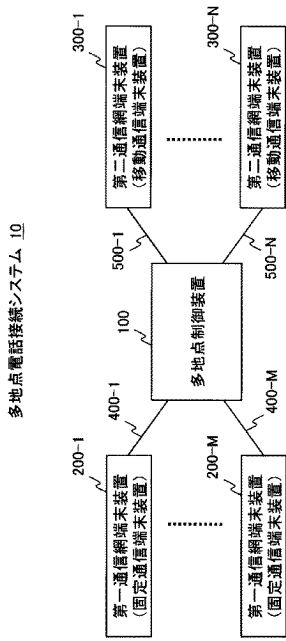 多地点電話接続システム 10
200-1
第一通信網端末装置
(固定通信端末装置)
400-1
100
多地点制御装置
500-1
300-1
第二通信網端末装置
(移動通信端末装置)
200-M
第一通信網端末装置
(固定通信端末装置)
400-M
500-N
300-N
第二通信網端末装置
(移動通信端末装置)